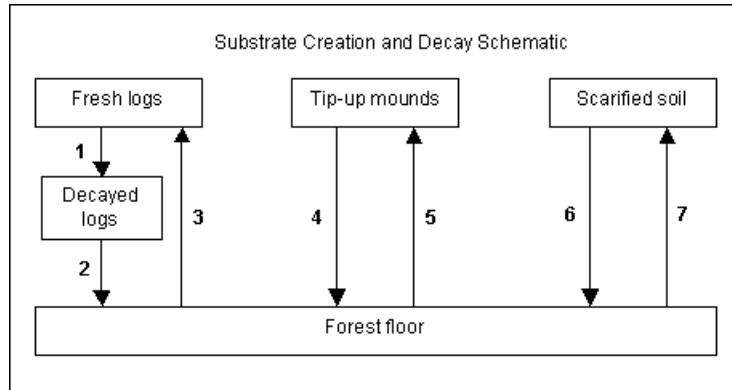 Substrate Creation and Decay Schematic
Fresh logs
Tip-up mounds
Scarified soil
1
Decayed
logs
3
4
5
6
7
2
Forest floor